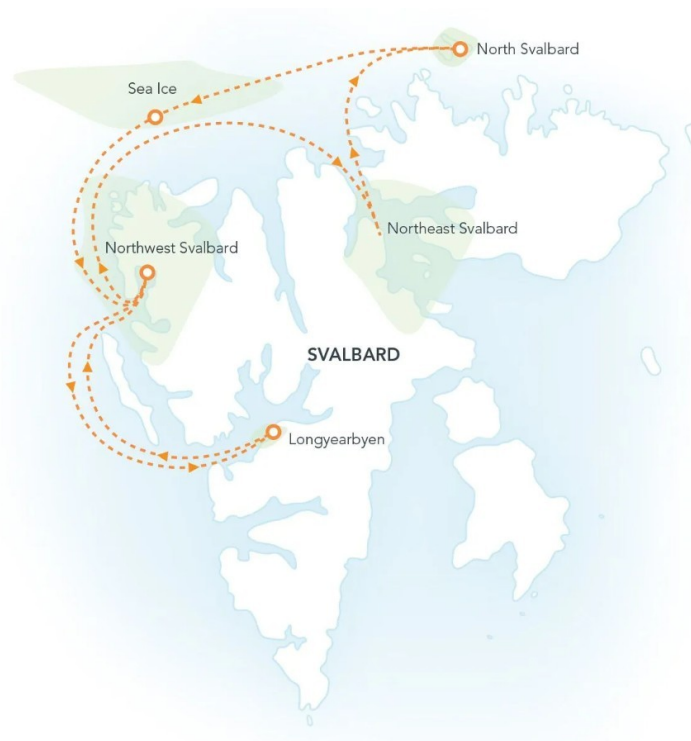 North Svalbard
Sea Ice
Northeast Svalbard
Northwest Svalbard
SVALBARD
Longyearbyen